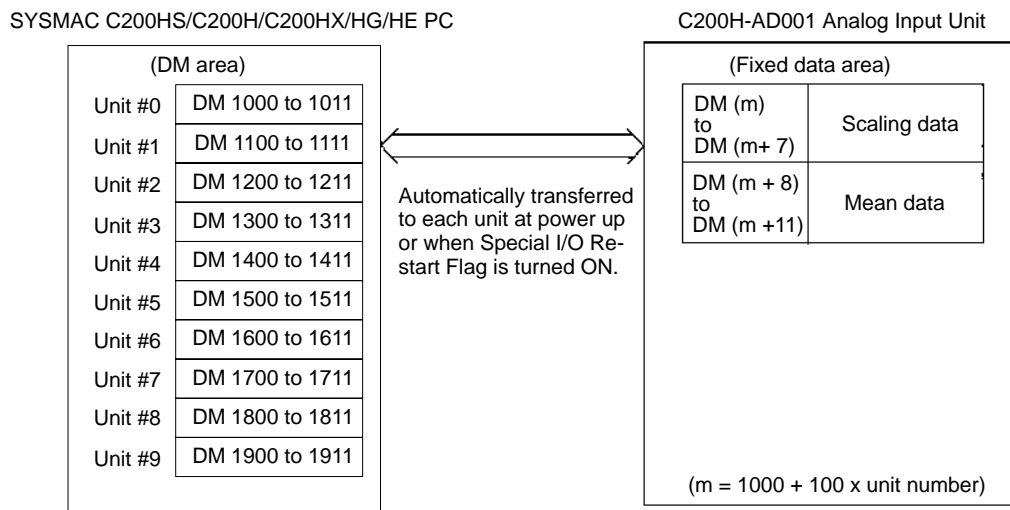 SYSMAC C200HS/C200H/C200HX/HG/HE PC
C200H-AD001 Analog Input Unit
(DM area)
Unit #0 DM 1000 to 1011
Unit #1 DM 1100 to 1111
Unit #2 DM 1200 to 1211
Unit #3 DM 1300 to 1311
Unit #4 DM 1400 to 1411
Unit #5 DM 1500 to 1511
Unit #6 DM 1600 to 1611
Unit #7 DM 1700 to 1711
Unit #8 DM 1800 to 1811
Unit #9 DM 1900 to 1911
Automatically transferred
to each unit at power up
or when Special I/O Re-
start Flag is turned ON.
(Fixed data area)
DM (m)
to
DM (m+ 7)
Scaling data
DM (m + 8)
to
DM (m +11)
Mean data
(m = 1000 + 100 x unit number)